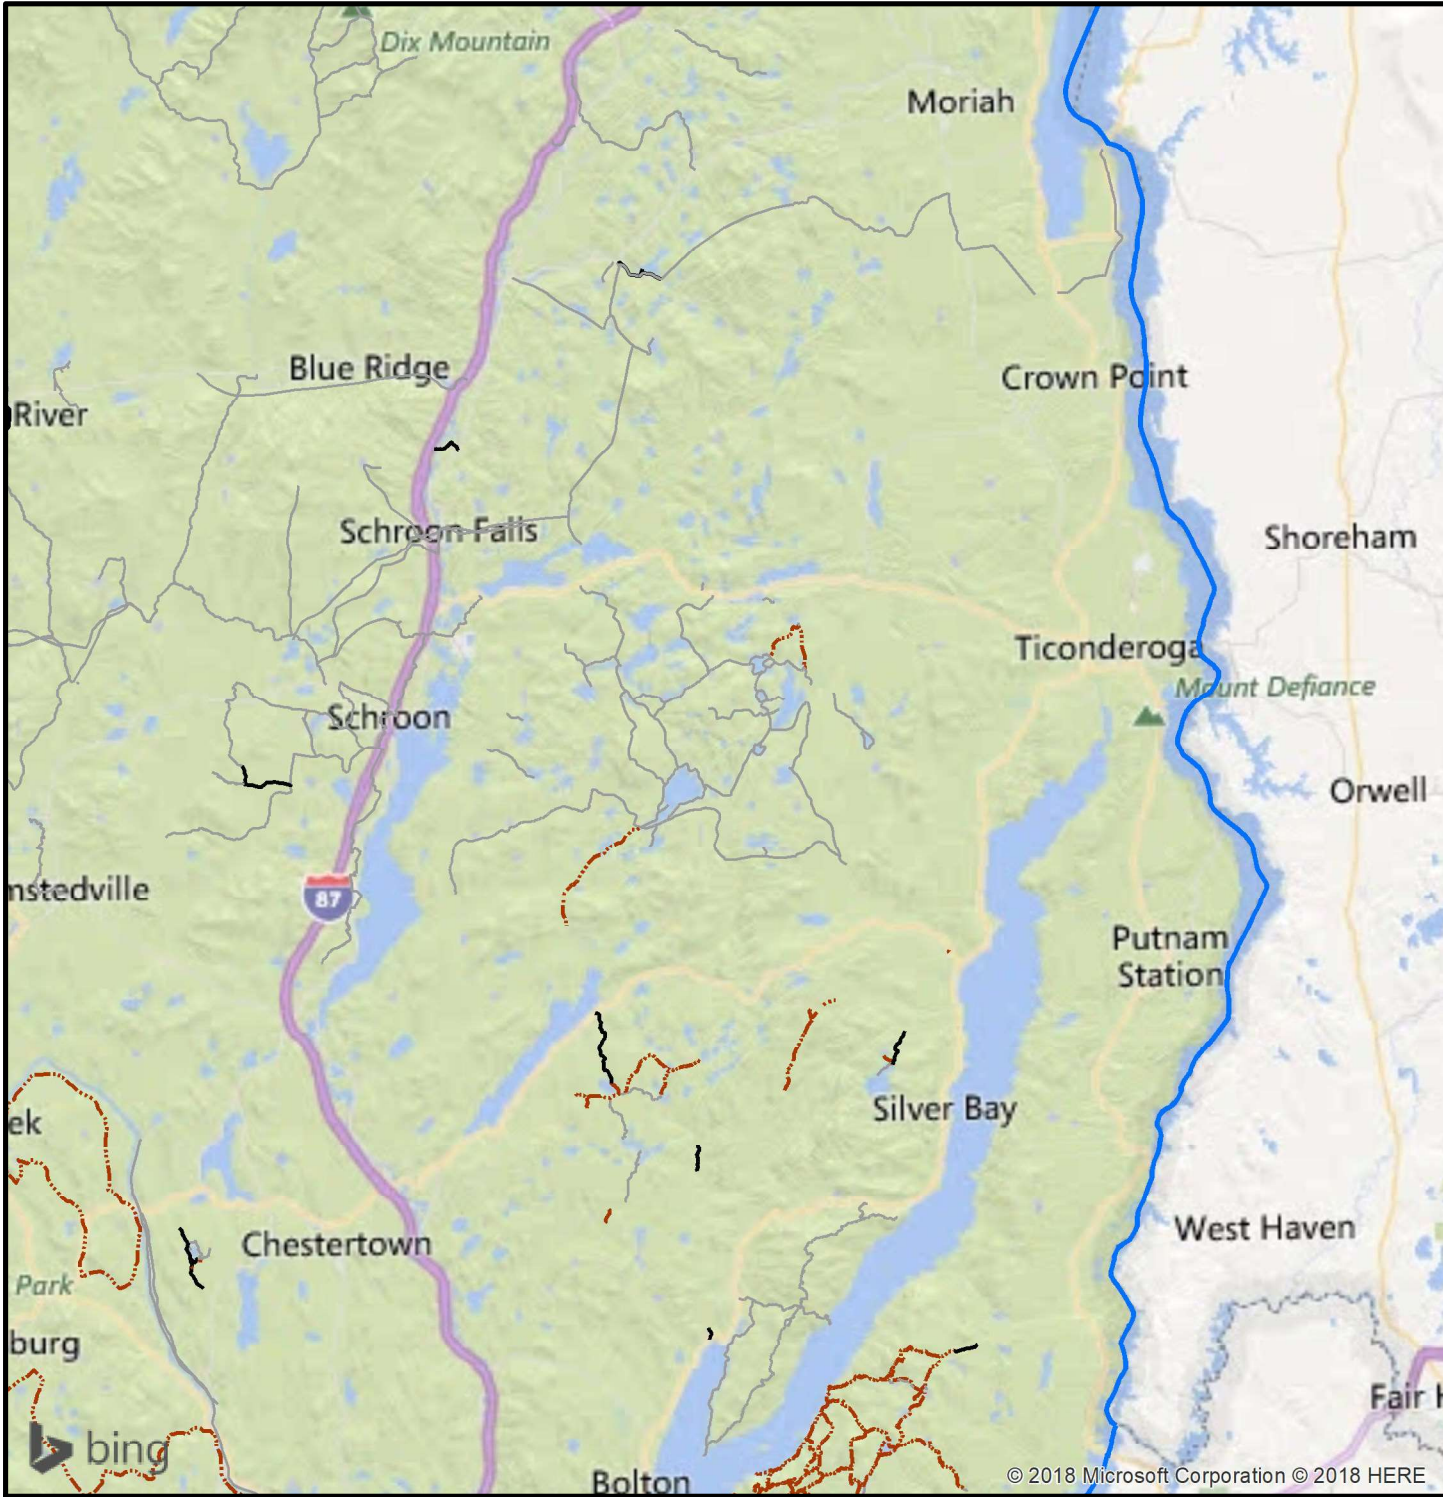 Dix Mountain
Moriah
Blue Ridge
Crown Point
River
Schroon Falls
Shoreham
Ticonderoga
Mount Defiance
Schroon
Orwell
mstedville
87
Putnam
Station
ek
Silver Bay
West Haven
Chestertown
Park
burg
Fair H
bing
Bolton
© 2018 Microsoft Corporation © 2018 HERE